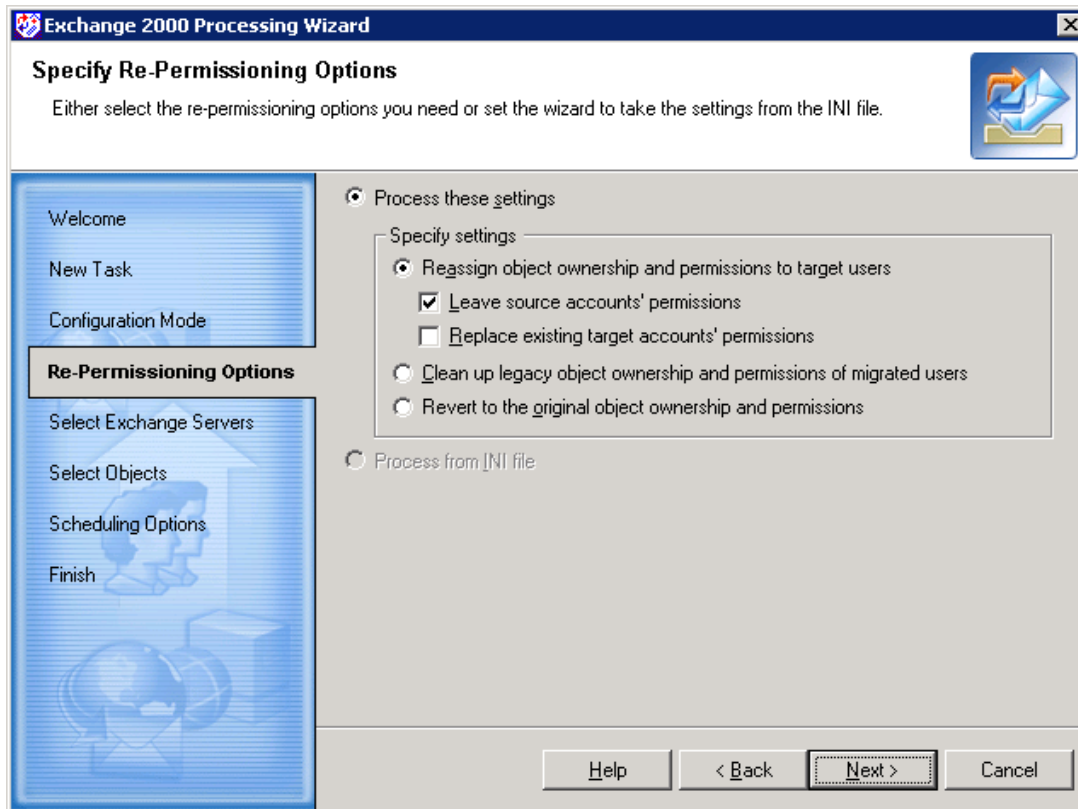 Exchange 2000 Processing Wizard
Specify Re-Permissioning Options
Either select the re-permissioning options you need or set the wizard to take the settings from the INI file.
Welcome
New Task
Configuration Mode
Re-Permissioning Options
Select Exchange Servers
Select Objects
Scheduling Options
Finish
Process these settings
Specify settings
Reassign object ownership and permissions to target users
Leave source accounts' permissions
Replace existing target accounts' permissions
Clean up legacy object ownership and permissions of migrated users
Revert to the original object ownership and permissions
Process from INI file
Help
< Back
Next >
Cancel